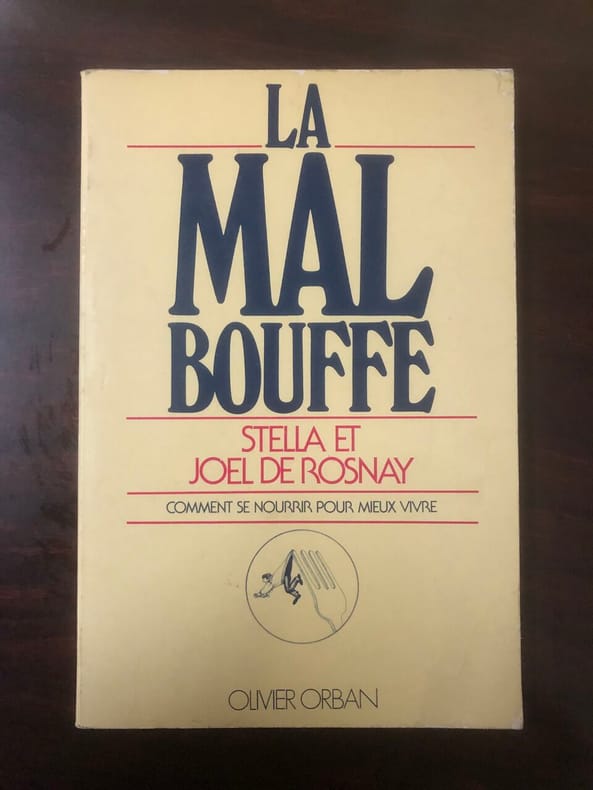 LA
MAL
BOUFFE
STELLA ET
JOEL DE ROSNAY
COMMENT SE NOURRIR POUR MIEUX VIVRE
OLIVIER ORBAN